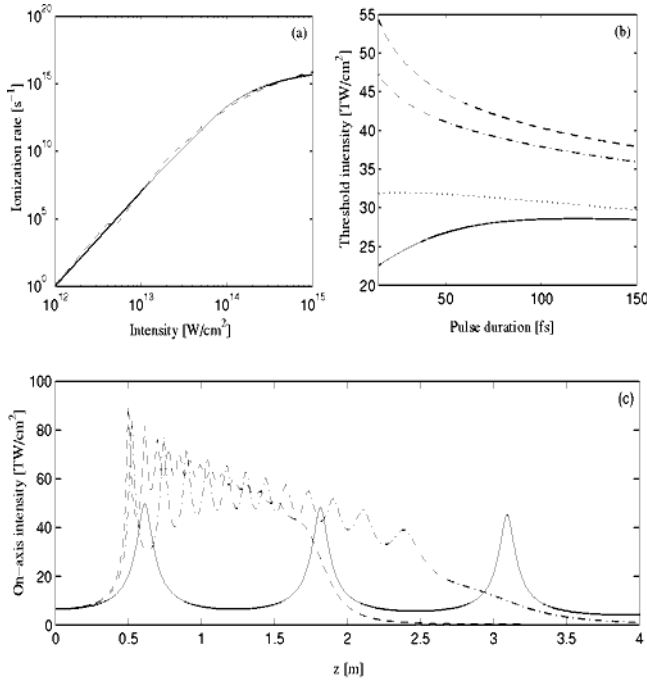 (a)
10^20
10^15
10^10
10^5
10^0
Ionization rate [s^−1]
10^12 10^13 10^14 10^15
Intensity [W/cm^2]
(b)
55
50
45
40
35
30
25
20
Threshold intensity [TW/cm^2]
50 100 150
Pulse duration [fs]
(c)
100
80
60
40
20
0
On−axis intensity [TW/cm^2]
0 0.5 1 1.5 2 2.5 3 3.5 4
z [m]